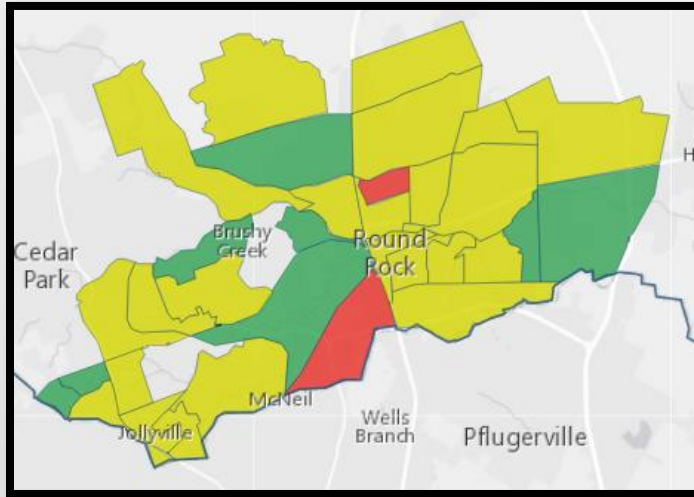 H
Brushy
Creek
Round
Rock
Cedar
Park
McNeil
Jollyville
Wells
Branch
Pflugerville